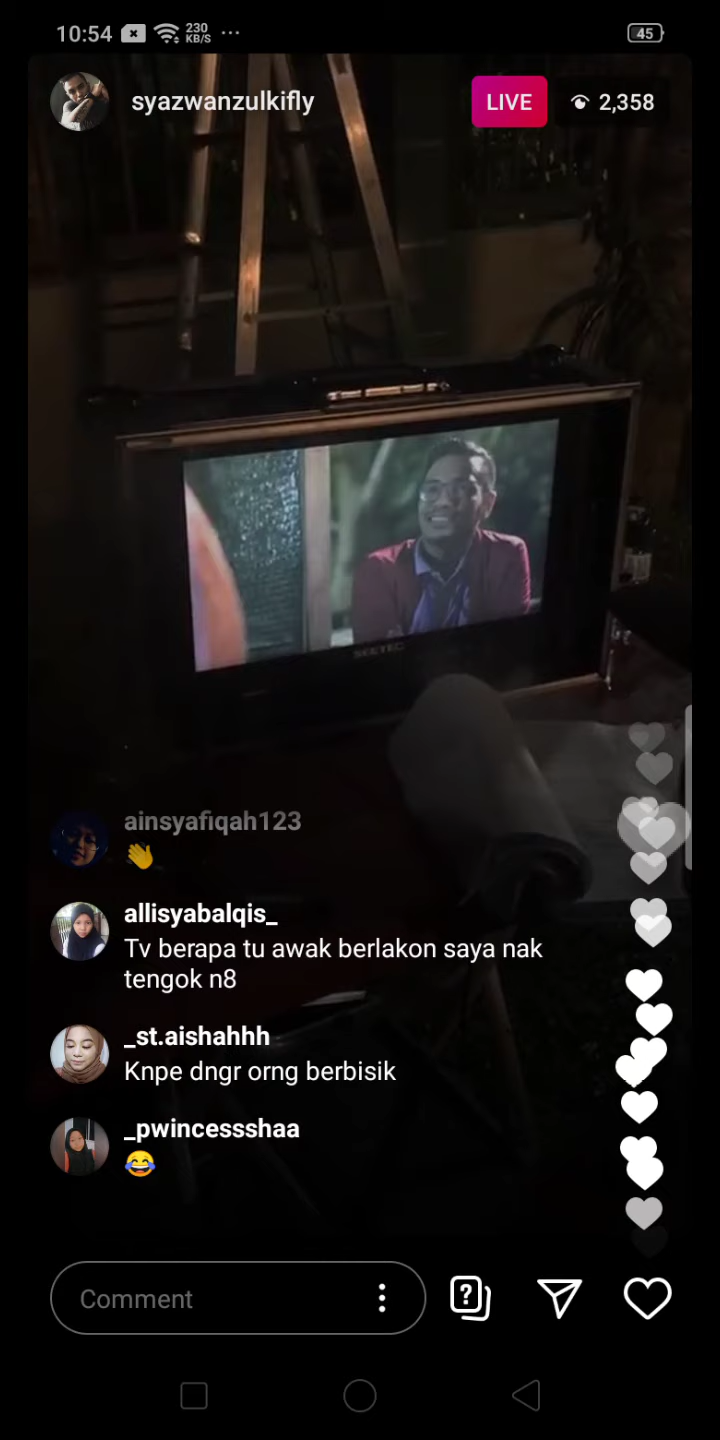 10:54 230 KB/S ... 45
syazwanzulkifly LIVE 2,358
SEETEC
ainsyafiqah123
👋
allisyabalqis_
Tv berapa tu awak berlakon saya nak
tengok n8
_st.aishahhh
Knpe dngr orng berbisik
_pwincessshaa
😂
Comment